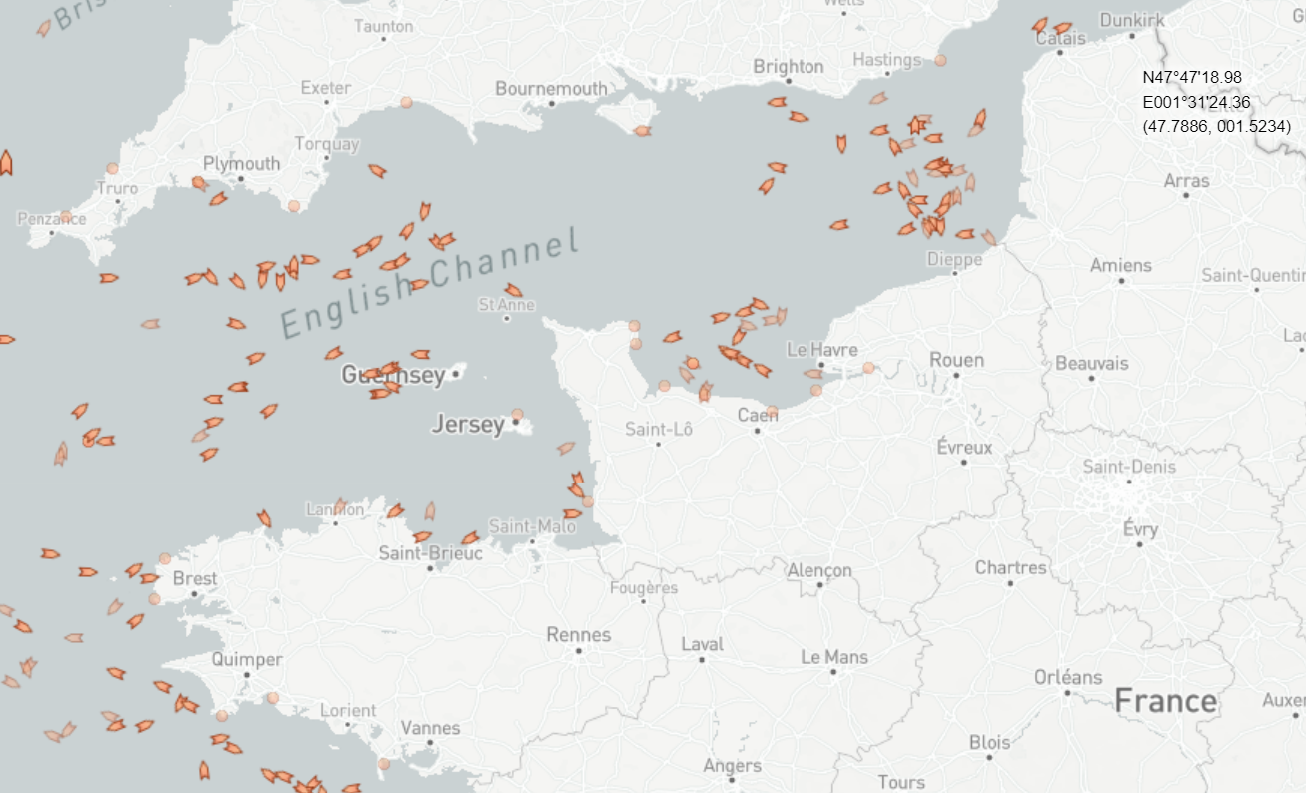 Bris
Taunton
Wells
Dunkirk
Calais
Exeter
Bournemouth
Brighton
Hastings
N47°47'18.98
E001°31'24.36
(47.7886, 001.5234)
Torquay
Plymouth
Truro
Penzance
Arras
English Channel
Dieppe
Amiens
Saint-Quentin
St Anne
Le Havre
Rouen
Beauvais
Guernsey
Jersey
Caen
Saint-Lô
Évreux
Saint-Denis
Lannion
Saint-Malo
Évry
Saint-Brieuc
Brest
Fougères
Alençon
Chartres
Rennes
Laval
Le Mans
Quimper
Orléans
France
Auxer
Lorient
Vannes
Blois
Angers
Tours